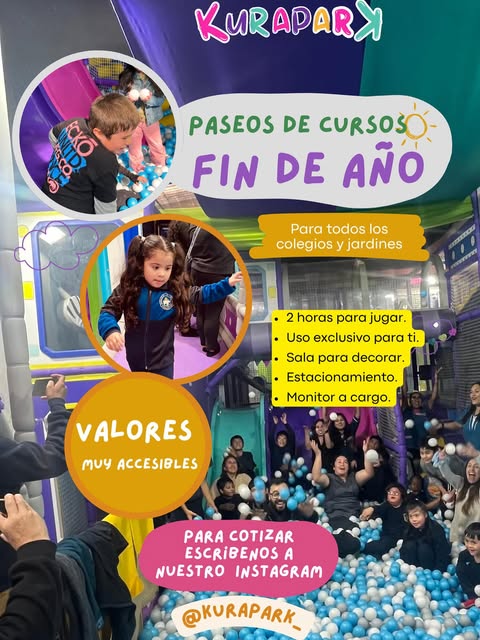 KURAPARK
PASEOS DE CURSOS
FIN DE AÑO
Para todos los
colegios y jardines
• 2 horas para jugar.
• Uso exclusivo para ti.
• Sala para decorar.
• Estacionamiento.
• Monitor a cargo.
VALORES
MUY ACCESIBLES
PARA COTIZAR
ESCRÍBENOS A
NUESTRO INSTAGRAM
@KURAPARK_